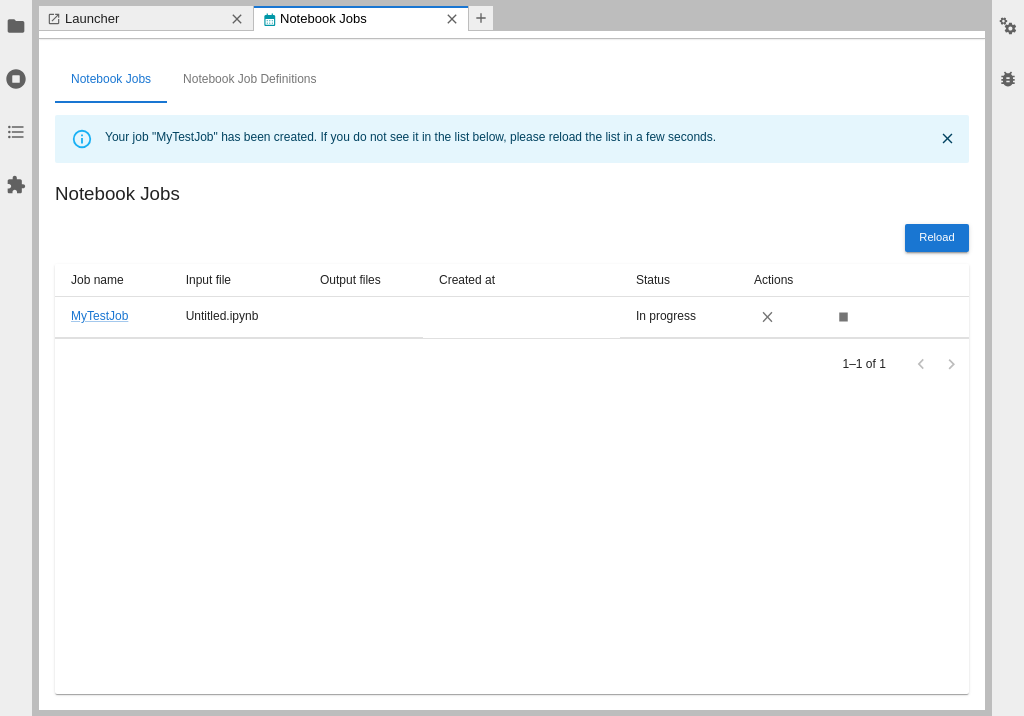 Launcher
Notebook Jobs
Notebook Jobs
Notebook Job Definitions
Your job "MyTestJob" has been created. If you do not see it in the list below, please reload the list in a few seconds.
Notebook Jobs
Reload
Job name Input file Output files Created at Status Actions
MyTestJob Untitled.ipynb In progress
1–1 of 1